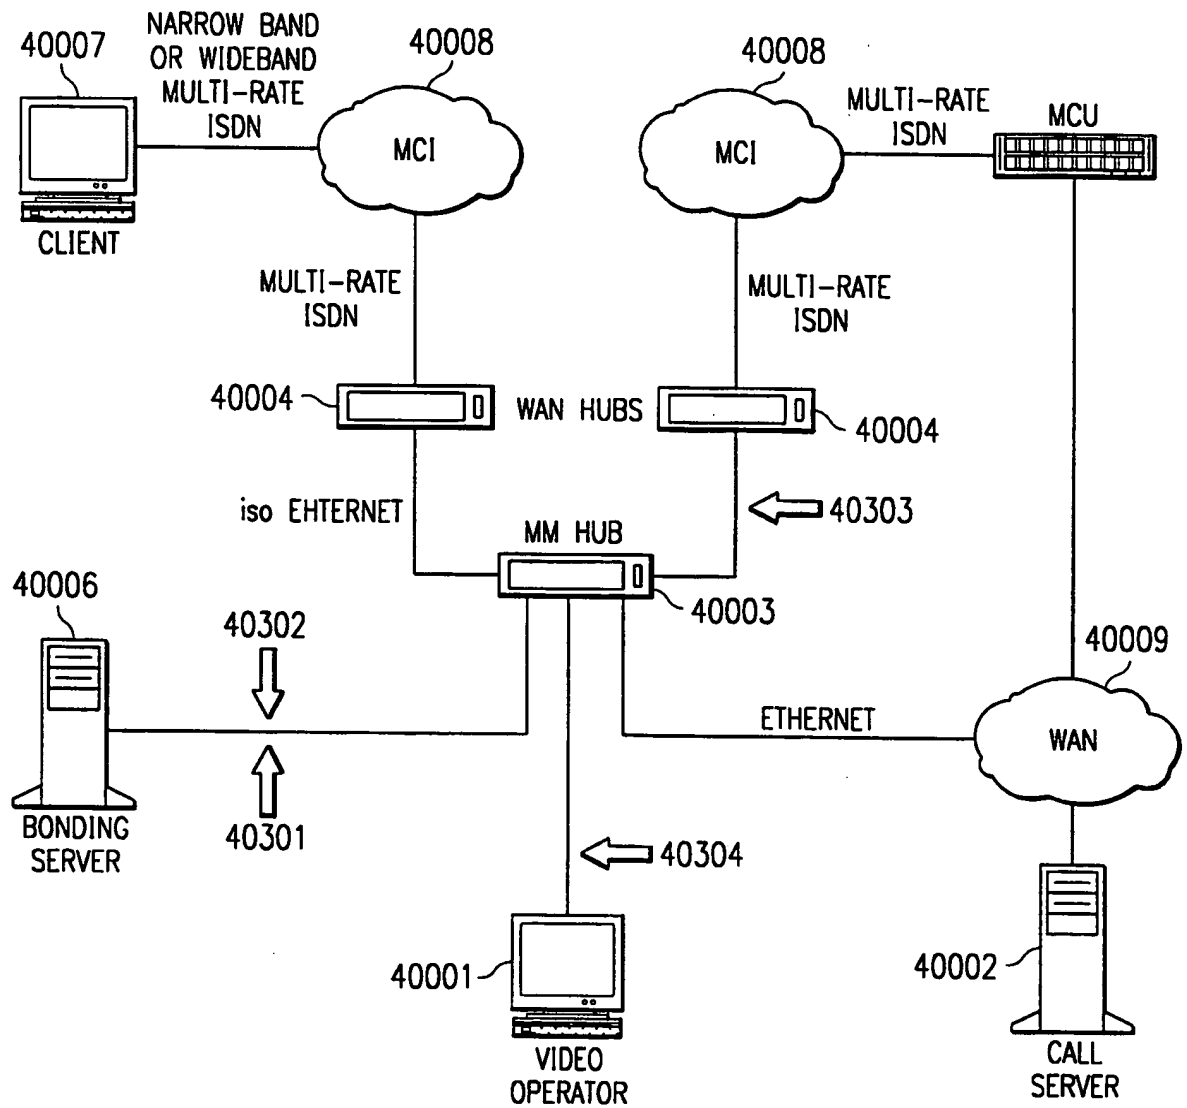 40007
NARROW BAND
OR WIDEBAND
MULTI-RATE
ISDN
40008
40008
MULTI-RATE
ISDN
MCU
MCI
MCI
CLIENT
MULTI-RATE
ISDN
MULTI-RATE
ISDN
40004
WAN HUBS
40004
iso EHTERNET
40303
MM HUB
40003
40006
40302
40009
ETHERNET
WAN
40301
BONDING
SERVER
40304
40001
40002
VIDEO
OPERATOR
CALL
SERVER